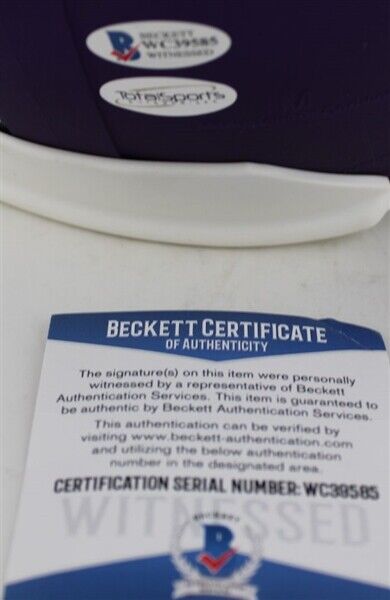 BECKETT
B
WC39585
WITNESSED
TotalSports
BECKETT CERTIFICATE
OF AUTHENTICITY
The signature(s) on this item were personally
witnessed by a representative of Beckett
Authentication Services. This item is guaranteed to
be authentic by Beckett Authentication Services.
This authentication can be verified by
visiting www.beckett-authentication.com
and utilizing the below authentication
number in the designated area.
CERTIFICATION SERIAL NUMBER: WC39585
WITNESSED
BECKETT
B